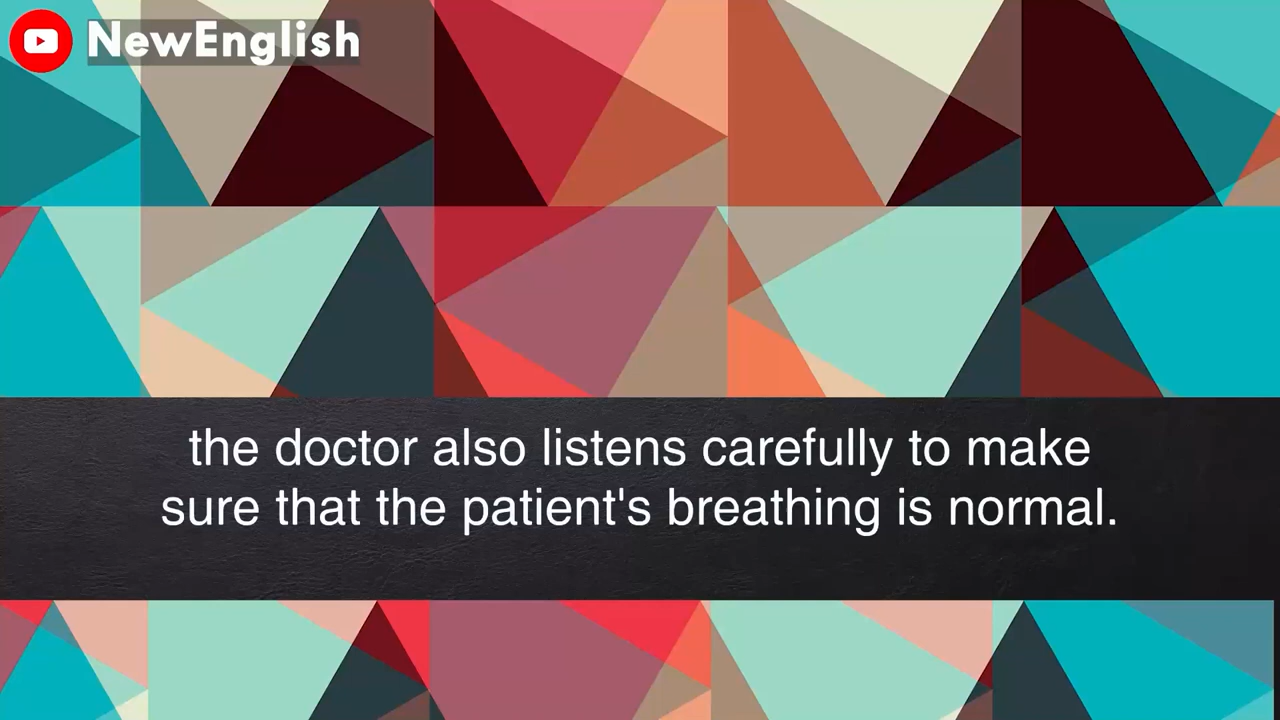 NewEnglish
the doctor also listens carefully to make
sure that the patient's breathing is normal.